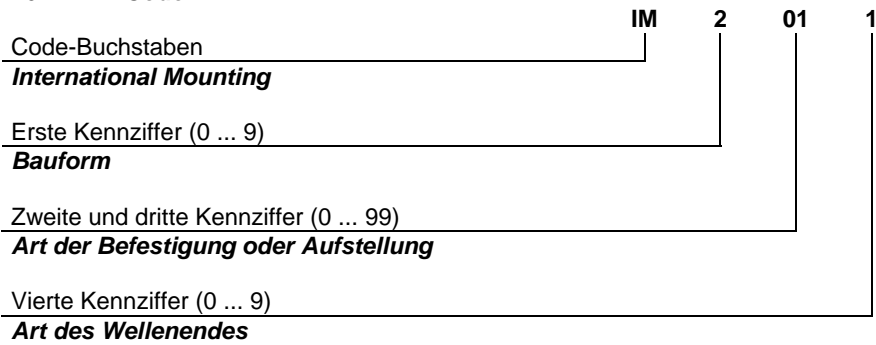 IM 2 01 1
Code-Buchstaben
International Mounting
Erste Kennziffer (0 ... 9)
Bauform
Zweite und dritte Kennziffer (0 ... 99)
Art der Befestigung oder Aufstellung
Vierte Kennziffer (0 ... 9)
Art des Wellenendes